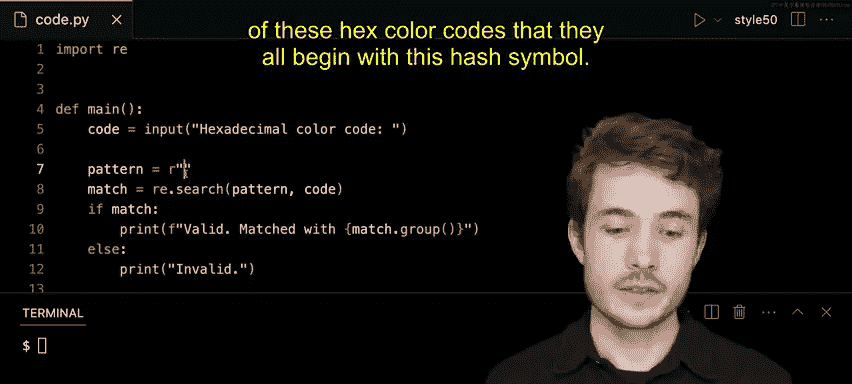 of these hex color codes that they
all begin with this hash symbol.
code.py
style50
1 import re
2
3
4 def main():
5 code = input("Hexadecimal color code: ")
6
7 pattern = r""
8 match = re.search(pattern, code)
9 if match:
10 print(f"Valid. Matched with {match.group()}")
11 else:
12 print("Invalid.")
13
TERMINAL
$